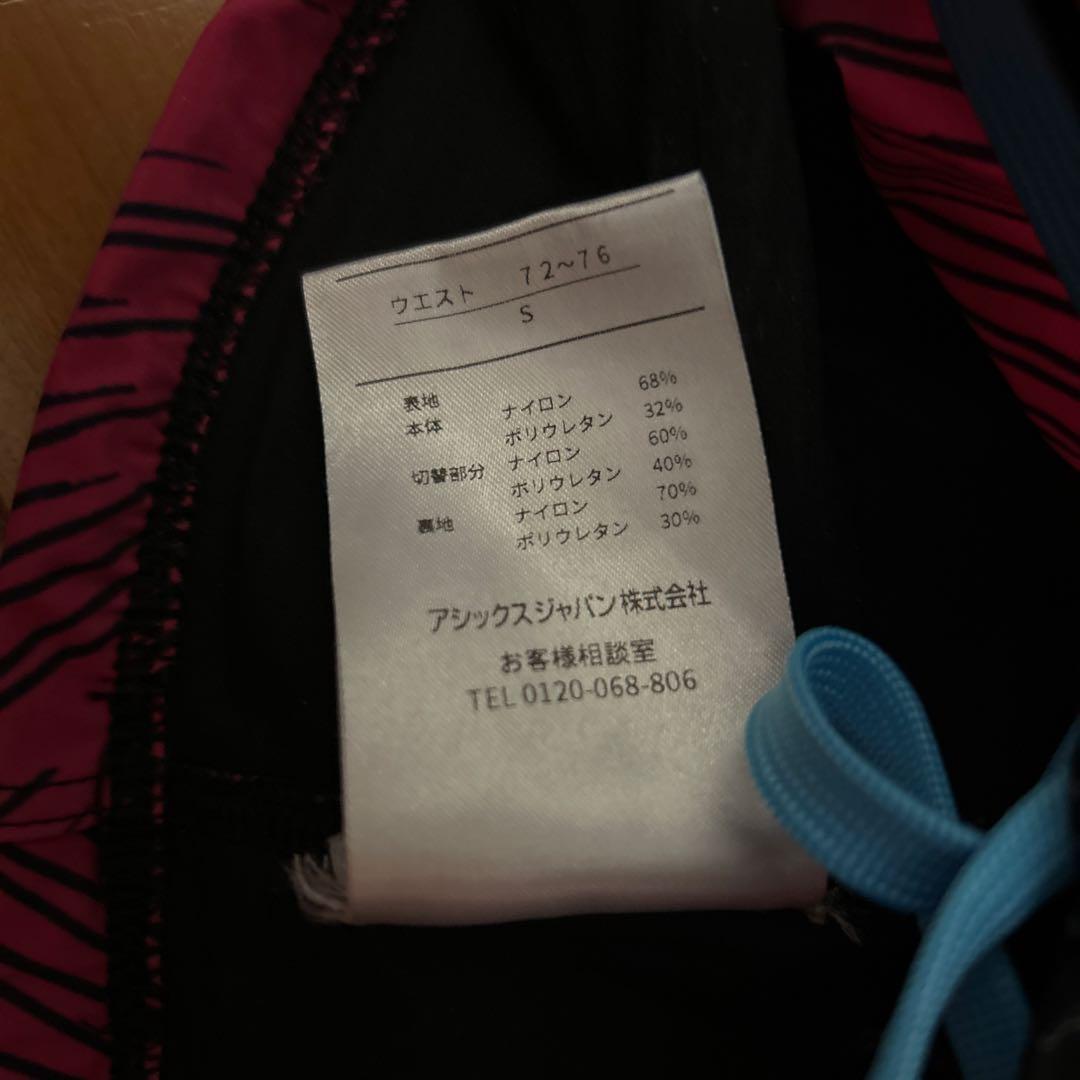 ウエスト 72~76
S
表地 ナイロン 68%
本体 ポリウレタン 32%
切替部分 ナイロン 60%
ポリウレタン 40%
裏地 ナイロン 70%
ポリウレタン 30%
アシックスジャパン株式会社
お客様相談室
TEL 0120-068-806